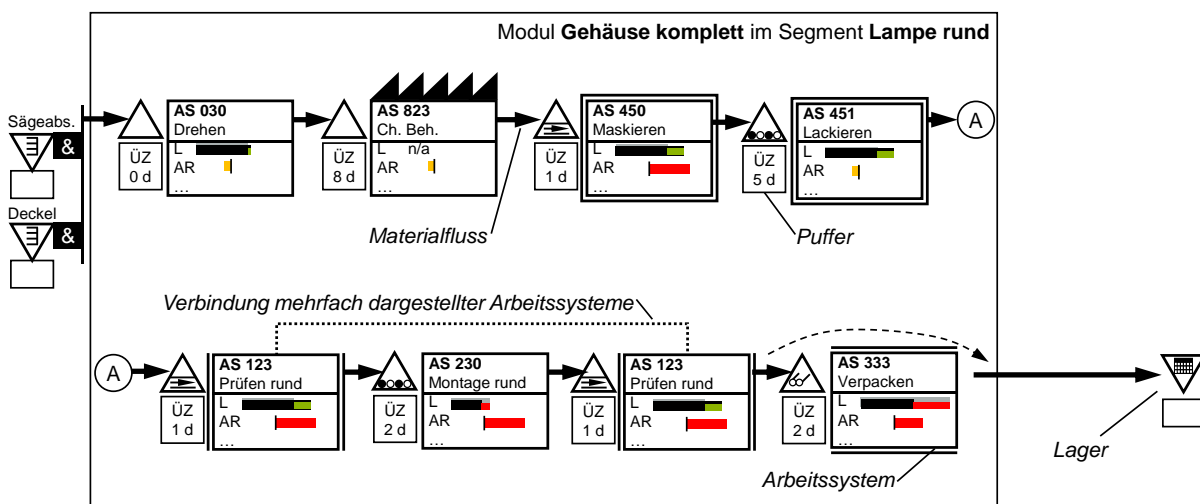 Modul Gehäuse komplett im Segment Lampe rund
Sägeabs.
&
Deckel
&
ÜZ
0 d
AS 030
Drehen
L
AR
…
ÜZ
8 d
AS 823
Ch. Beh.
L n/a
AR
…
ÜZ
1 d
AS 450
Maskieren
L
AR
…
ÜZ
5 d
AS 451
Lackieren
L
AR
…
A
Materialfluss
Puffer
Verbindung mehrfach dargestellter Arbeitssysteme
A
ÜZ
1 d
AS 123
Prüfen rund
L
AR
…
ÜZ
2 d
AS 230
Montage rund
L
AR
…
ÜZ
1 d
AS 123
Prüfen rund
L
AR
…
ÜZ
2 d
AS 333
Verpacken
L
AR
…
Arbeitssystem
Lager